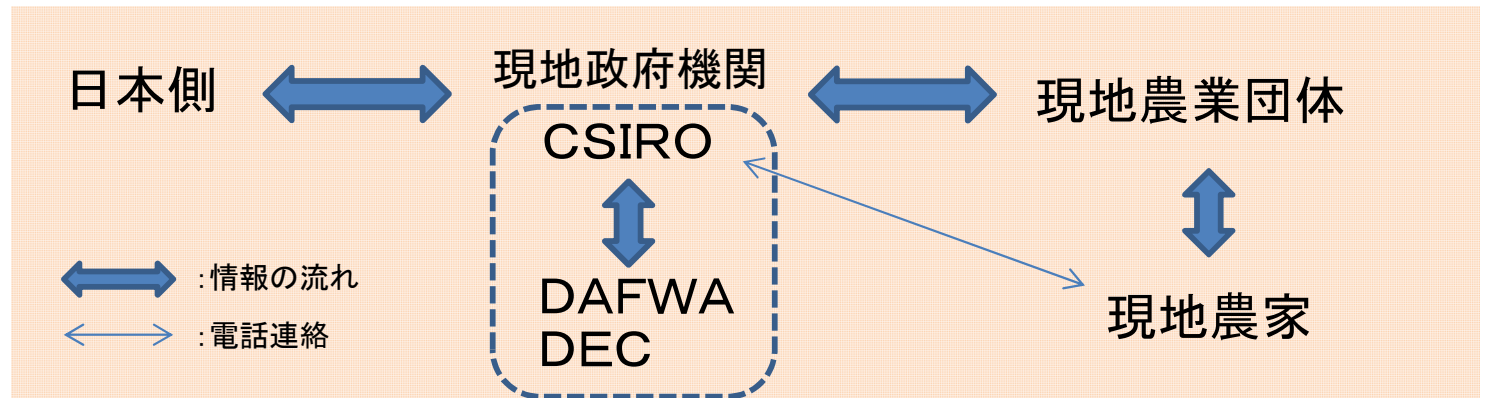 日本側
現地政府機関
現地農業団体
CSIRO
DAFWA
DEC
現地農家
:情報の流れ
:電話連絡